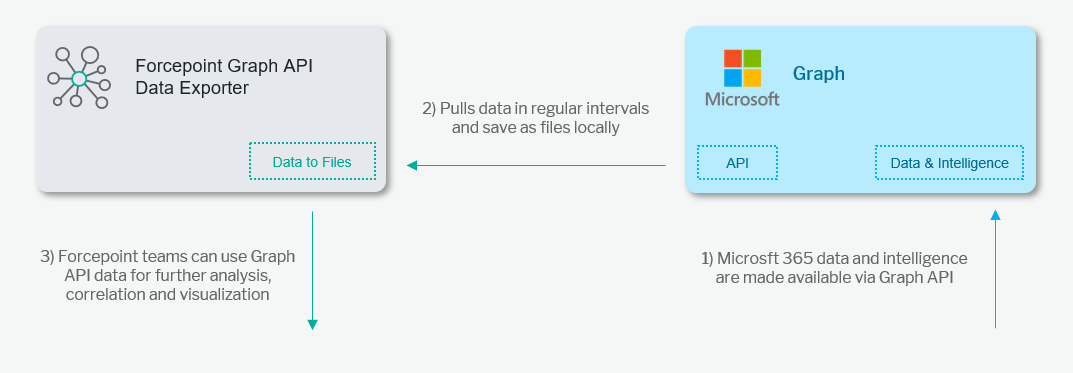 Forcepoint Graph API
Data Exporter
Data to Files
2) Pulls data in regular intervals
and save as files locally
Microsoft
Graph
API
Data & Intelligence
3) Forcepoint teams can use Graph
API data for further analysis,
correlation and visualization
1) Microsft 365 data and intelligence
are made available via Graph API